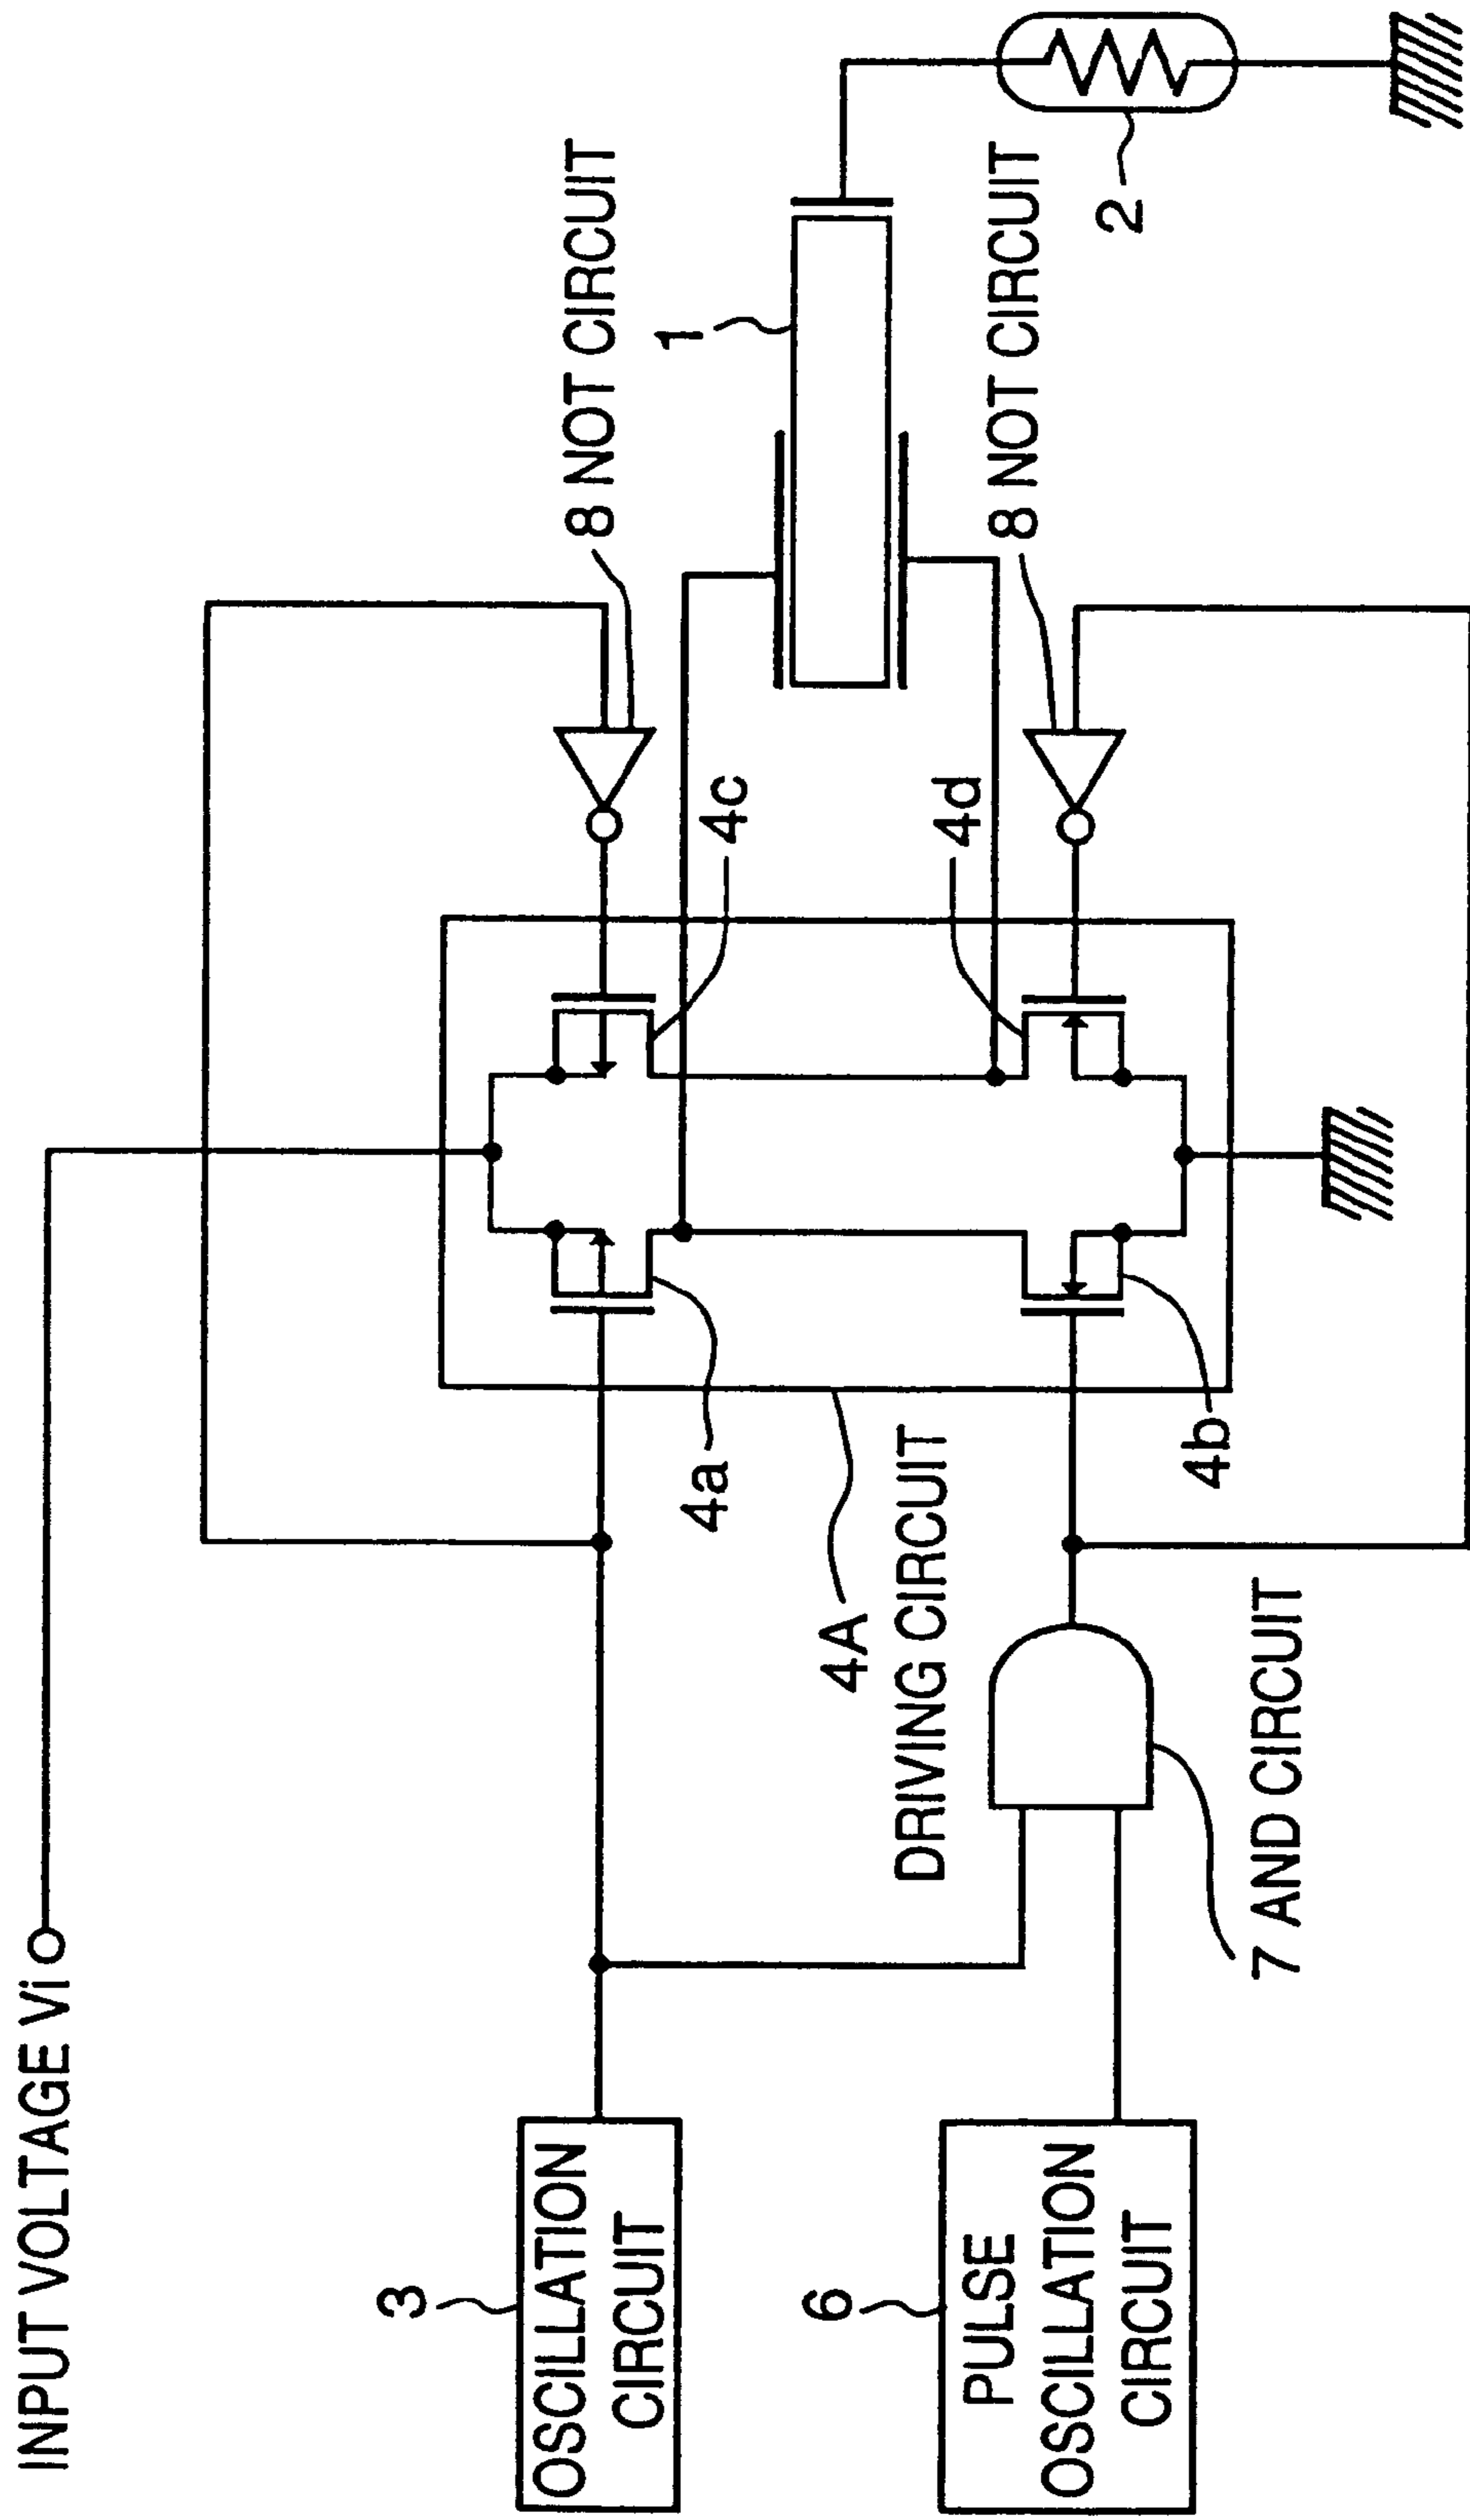 INPUT VOLTAGE Vi
3
OSCILLATION
CIRCUIT
6
PULSE
OSCILLATION
CIRCUIT
7 AND CIRCUIT
4A
DRIVING CIRCUIT
4a
4b
4c
4d
8 NOT CIRCUIT
8 NOT CIRCUIT
1
2